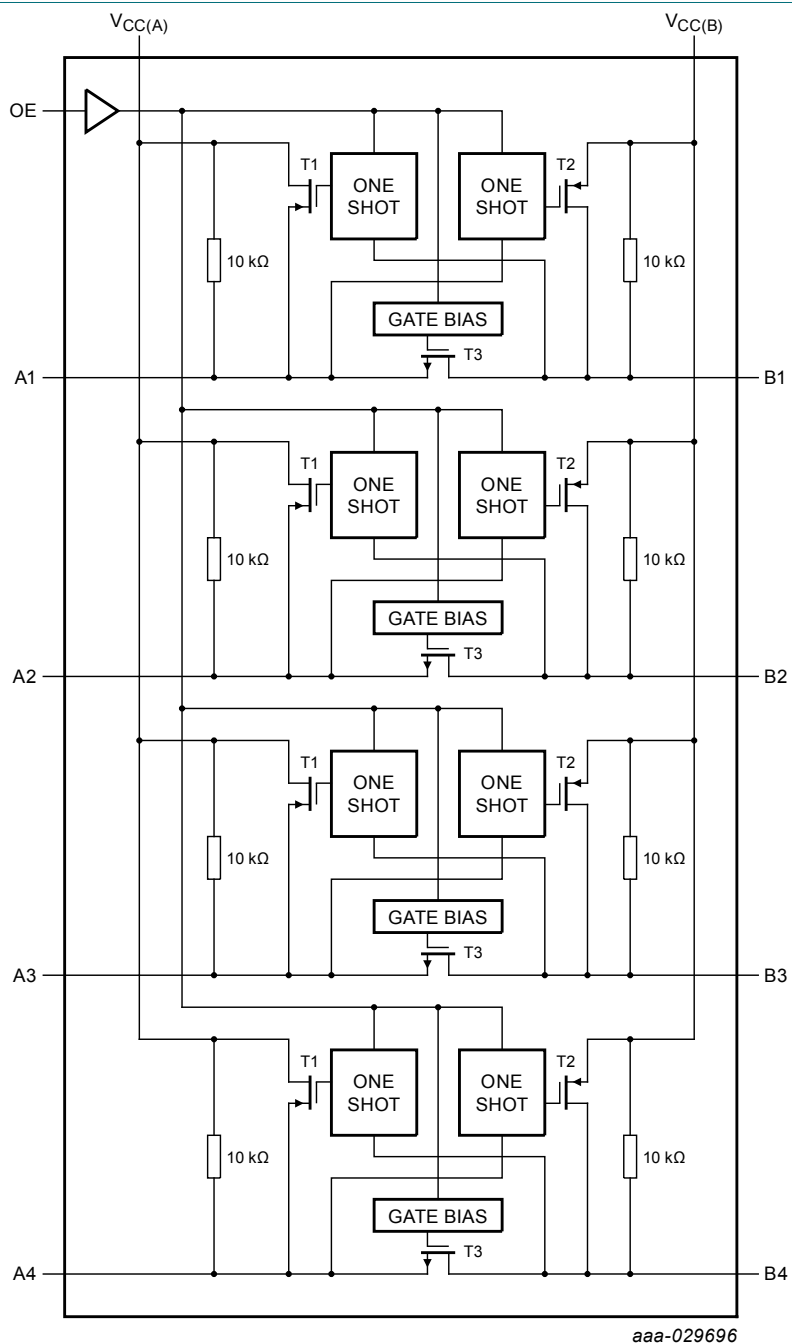 VCC(A) VCC(B)
OE
T1 ONE SHOT ONE SHOT T2
10 kΩ 10 kΩ
GATE BIAS
T3
A1 B1
T1 ONE SHOT ONE SHOT T2
10 kΩ 10 kΩ
GATE BIAS
T3
A2 B2
T1 ONE SHOT ONE SHOT T2
10 kΩ 10 kΩ
GATE BIAS
T3
A3 B3
T1 ONE SHOT ONE SHOT T2
10 kΩ 10 kΩ
GATE BIAS
T3
A4 B4
aaa-029696